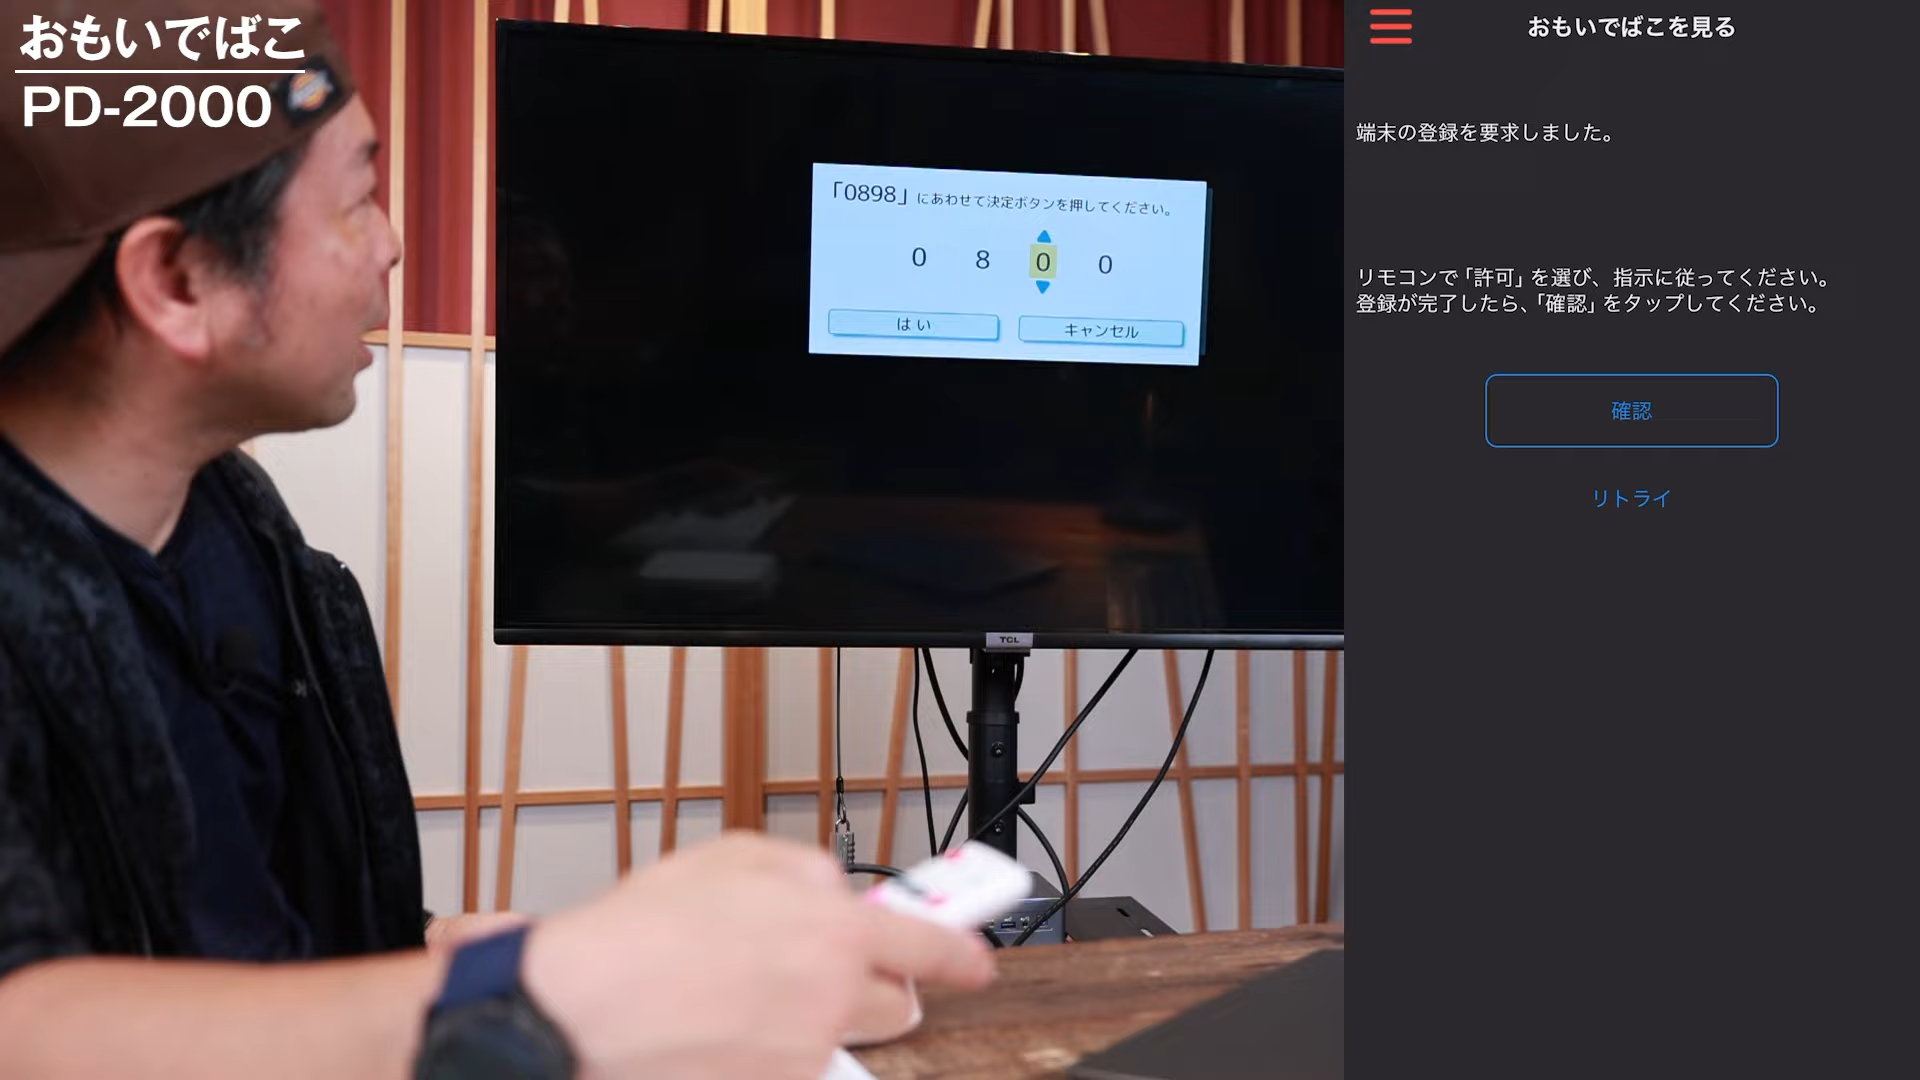 おもいでばこ
PD-2000
「0898」にあわせて決定ボタンを押してください。
0 8 0 0
はい
キャンセル
TCL
おもいでばこを見る
端末の登録を要求しました。
リモコンで「許可」を選び、指示に従ってください。
登録が完了したら、「確認」をタップしてください。
確認
リトライ